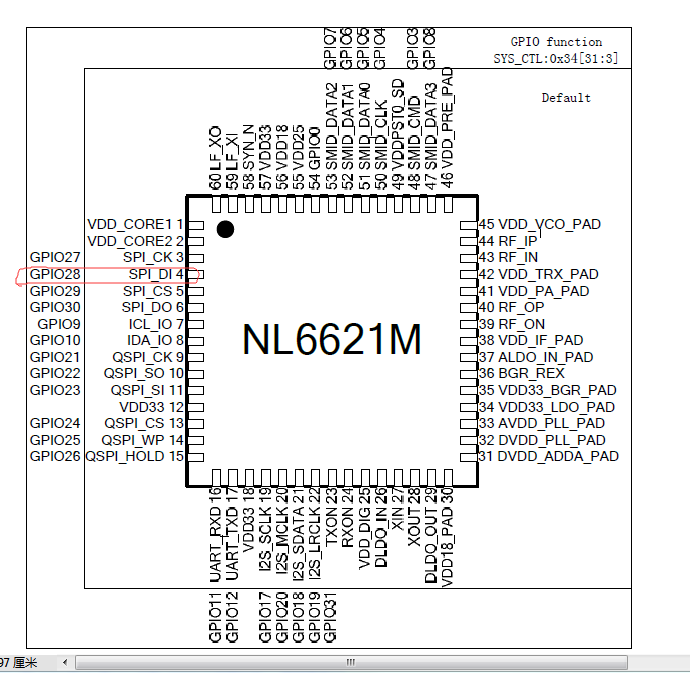 GPIO function
SYS_CTL:0x34[31:3]
Default
GPIO7
GPIO6
GPIO5
GPIO4
GPIO3
GPIO8
60 LF_XO
59 LF_XI
58 SYN_N
57 VDD33
56 VDD18
55 VDD25
54 GPIO0
53 SMID_DATA2
52 SMID_DATA1
51 SMID_DATA0
50 SMID_CLK
49 VDDPST0_SD
48 SMID_CMD
47 SMID_DATA3
46 VDD_PRE_PAD
VDD_CORE1 1
VDD_CORE2 2
GPIO27 SPI_CK 3
GPIO28 SPI_DI 4
GPIO29 SPI_CS 5
GPIO30 SPI_DO 6
GPIO9 ICL_IO 7
GPIO10 IDA_IO 8
GPIO21 QSPI_CK 9
GPIO22 QSPI_SO 10
GPIO23 QSPI_SI 11
VDD33 12
GPIO24 QSPI_CS 13
GPIO25 QSPI_WP 14
GPIO26 QSPI_HOLD 15
NL6621M
45 VDD_VCO_PAD
44 RF_IP
43 RF_IN
42 VDD_TRX_PAD
41 VDD_PA_PAD
40 RF_OP
39 RF_ON
38 VDD_IF_PAD
37 ALDO_IN_PAD
36 BGR_REX
35 VDD33_BGR_PAD
34 VDD33_LDO_PAD
33 AVDD_PLL_PAD
32 DVDD_PLL_PAD
31 DVDD_ADDA_PAD
UART_RXD 16
UART_TXD 17
VDD33 18
I2S_SCLK 19
I2S_MCLK 20
I2S_SDATA 21
I2S_LRCLK 22
TXON 23
RXON 24
VDD_DIG 25
DLDO_IN 26
XIN 27
XOUT 28
DLDO_OUT 29
VDD18_PAD 30
GPIO11
GPIO12
GPIO17
GPIO20
GPIO18
GPIO19
GPIO31
97 厘米